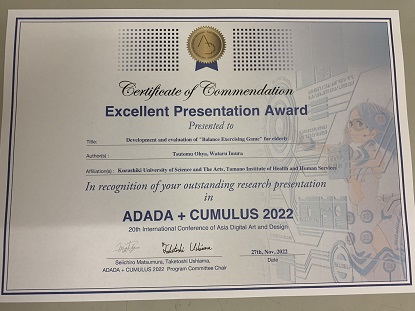 Certificate of Commendation
Excellent Presentation Award
Presented to
Title: Development and evaluation of "Balance Exercising Game" for elderly
Author(s): Tsutomu Ohya, Wataru
Affiliation(s): Kurashiki University of Science and The Arts, Tamano Institute of Health and Human Services
In recognition of your outstanding research presentation
in
ADADA + CUMULUS 2022
20th International Conference of Asia Digital Art and Design
Taketoshi Ushiama 27th, Nov, 2022
Seiichiro Matsumura, Taketoshi Ushiama, Date
ADADA + CUMULUS 2022 Program Committee Chair